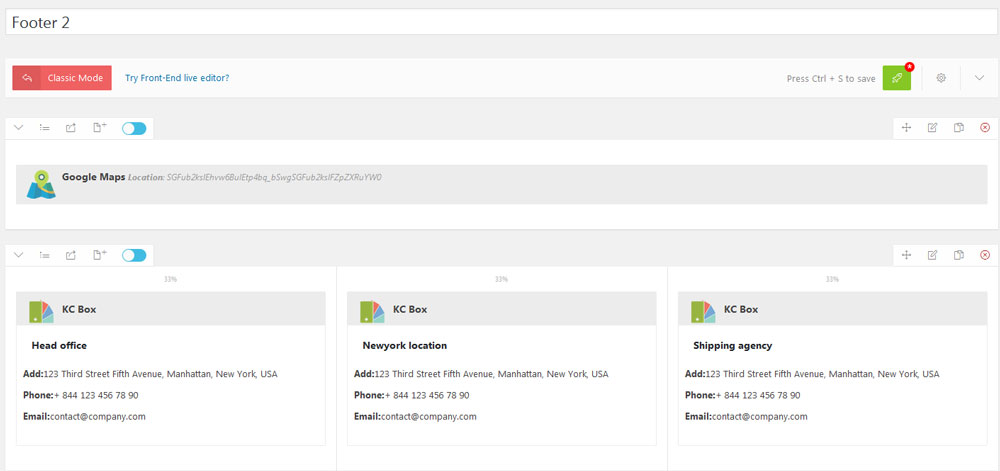 Footer 2
Classic Mode Try Front-End live editor? Press Ctrl + S to save
Google Maps Location:
33% 33% 33%
KC Box KC Box KC Box
Head office Newyork location Shipping agency
Add:123 Third Street Fifth Avenue, Manhattan, New York, USA Add:123 Third Street Fifth Avenue, Manhattan, New York, USA Add:123 Third Street Fifth Avenue, Manhattan, New York, USA
Phone:+ 844 123 456 78 90 Phone:+ 844 123 456 78 90 Phone:+ 844 123 456 78 90
Email:contact@company.com Email:contact@company.com Email:contact@company.com